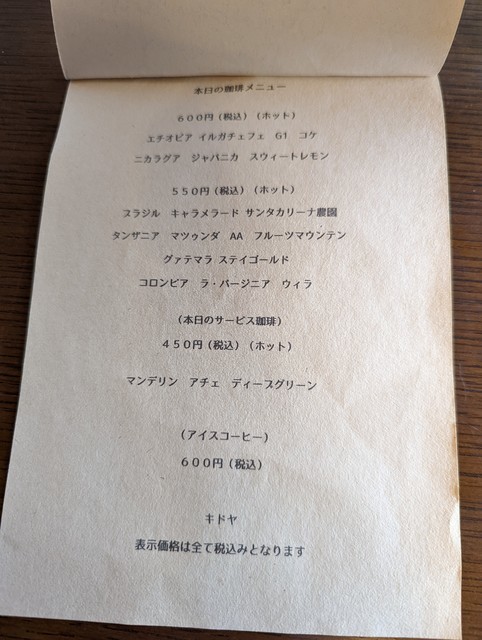 本日の珈琲メニュー
600円(税込)(ホット)
エチオピア イルガチェフェ G1 コケ
ニカラグア ジャパニカ スウィートレモン
550円(税込)(ホット)
ブラジル キャラメラード サンタカリーナ農園
タンザニア マツゥンダ AA フルーツマウンテン
グァテマラ ステイゴールド
コロンビア ラ・バージニア ウィラ
(本日のサービス珈琲)
450円(税込)(ホット)
マンデリン アチェ ディープグリーン
(アイスコーヒー)
600円(税込)
キドヤ
表示価格は全て税込みとなります